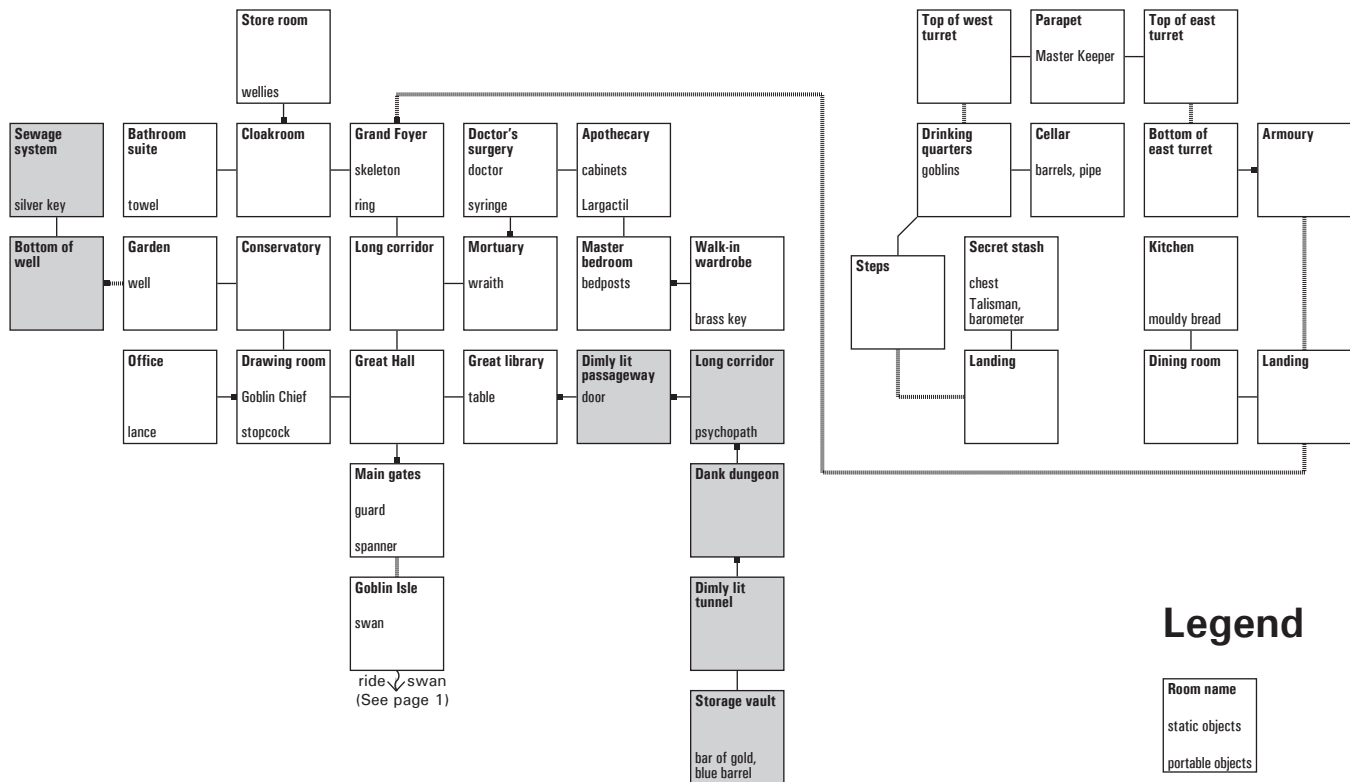 Store room
wellies
Top of west
turret
Parapet
Master Keeper
Top of east
turret
Sewage
system
silver key
Bathroom
suite
towel
Cloakroom
Grand Foyer
skeleton
ring
Doctor's
surgery
doctor
syringe
Apothecary
cabinets
Largactil
Drinking
quarters
goblins
Cellar
barrels, pipe
Bottom of
east turret
Armoury
Bottom of
well
Garden
well
Conservatory
Long corridor
Mortuary
wraith
Master
bedroom
bedposts
Walk-in
wardrobe
brass key
Steps
Secret stash
chest
Talisman,
barometer
Kitchen
mouldy bread
Office
lance
Drawing room
Goblin Chief
stopcock
Great Hall
Great library
table
Dimly lit
passageway
door
Long corridor
psychopath
Landing
Dining room
Landing
Main gates
guard
spanner
Dank dungeon
Goblin Isle
swan
ride swan
(See page 1)
Dimly lit
tunnel
Storage vault
bar of gold,
blue barrel
Legend
Room name
static objects
portable objects